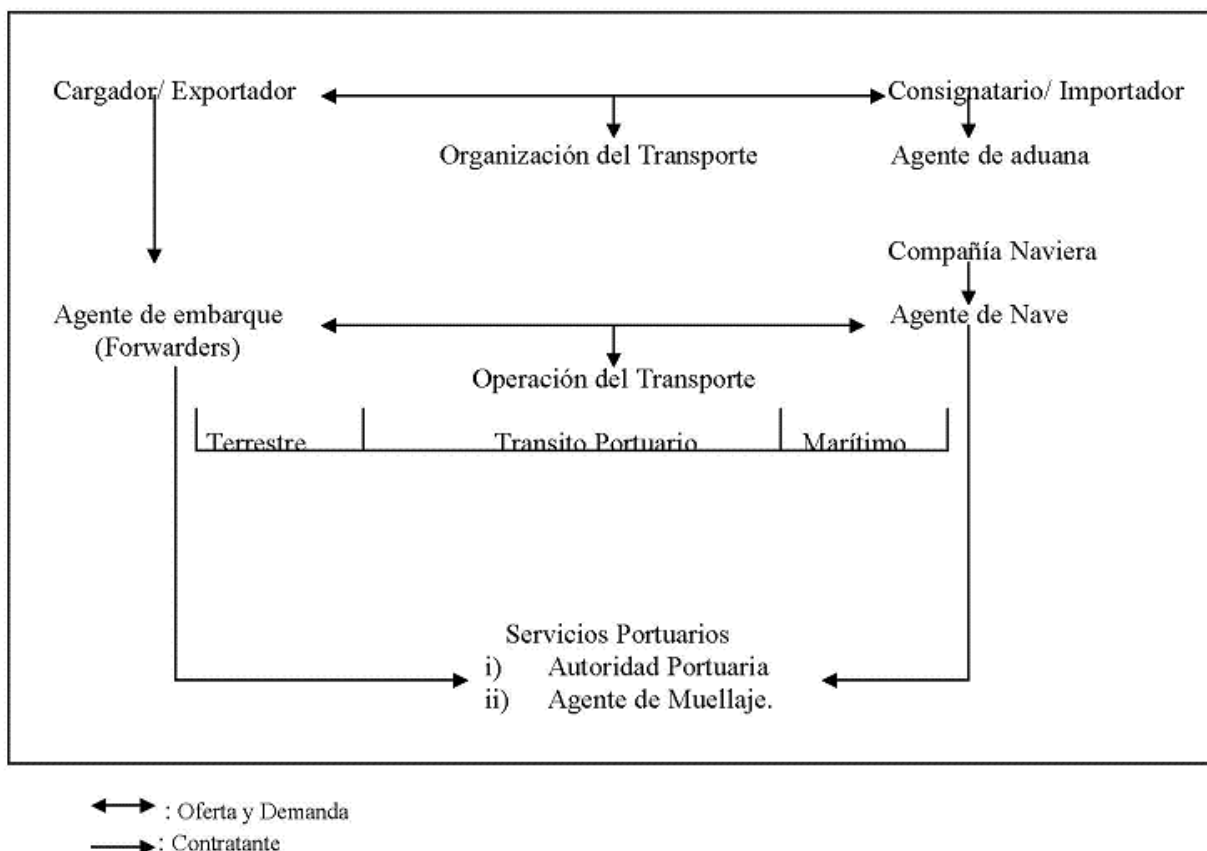 Cargador/ Exportador
Consignatario/ Importador
Organización del Transporte
Agente de aduana
Compañía Naviera
Agente de embarque
(Forwarders)
Agente de Nave
Operación del Transporte
Terrestre
Transito Portuario
Marítimo
Servicios Portuarios
i) Autoridad Portuaria
ii) Agente de Muellaje.
: Oferta y Demanda
: Contratante